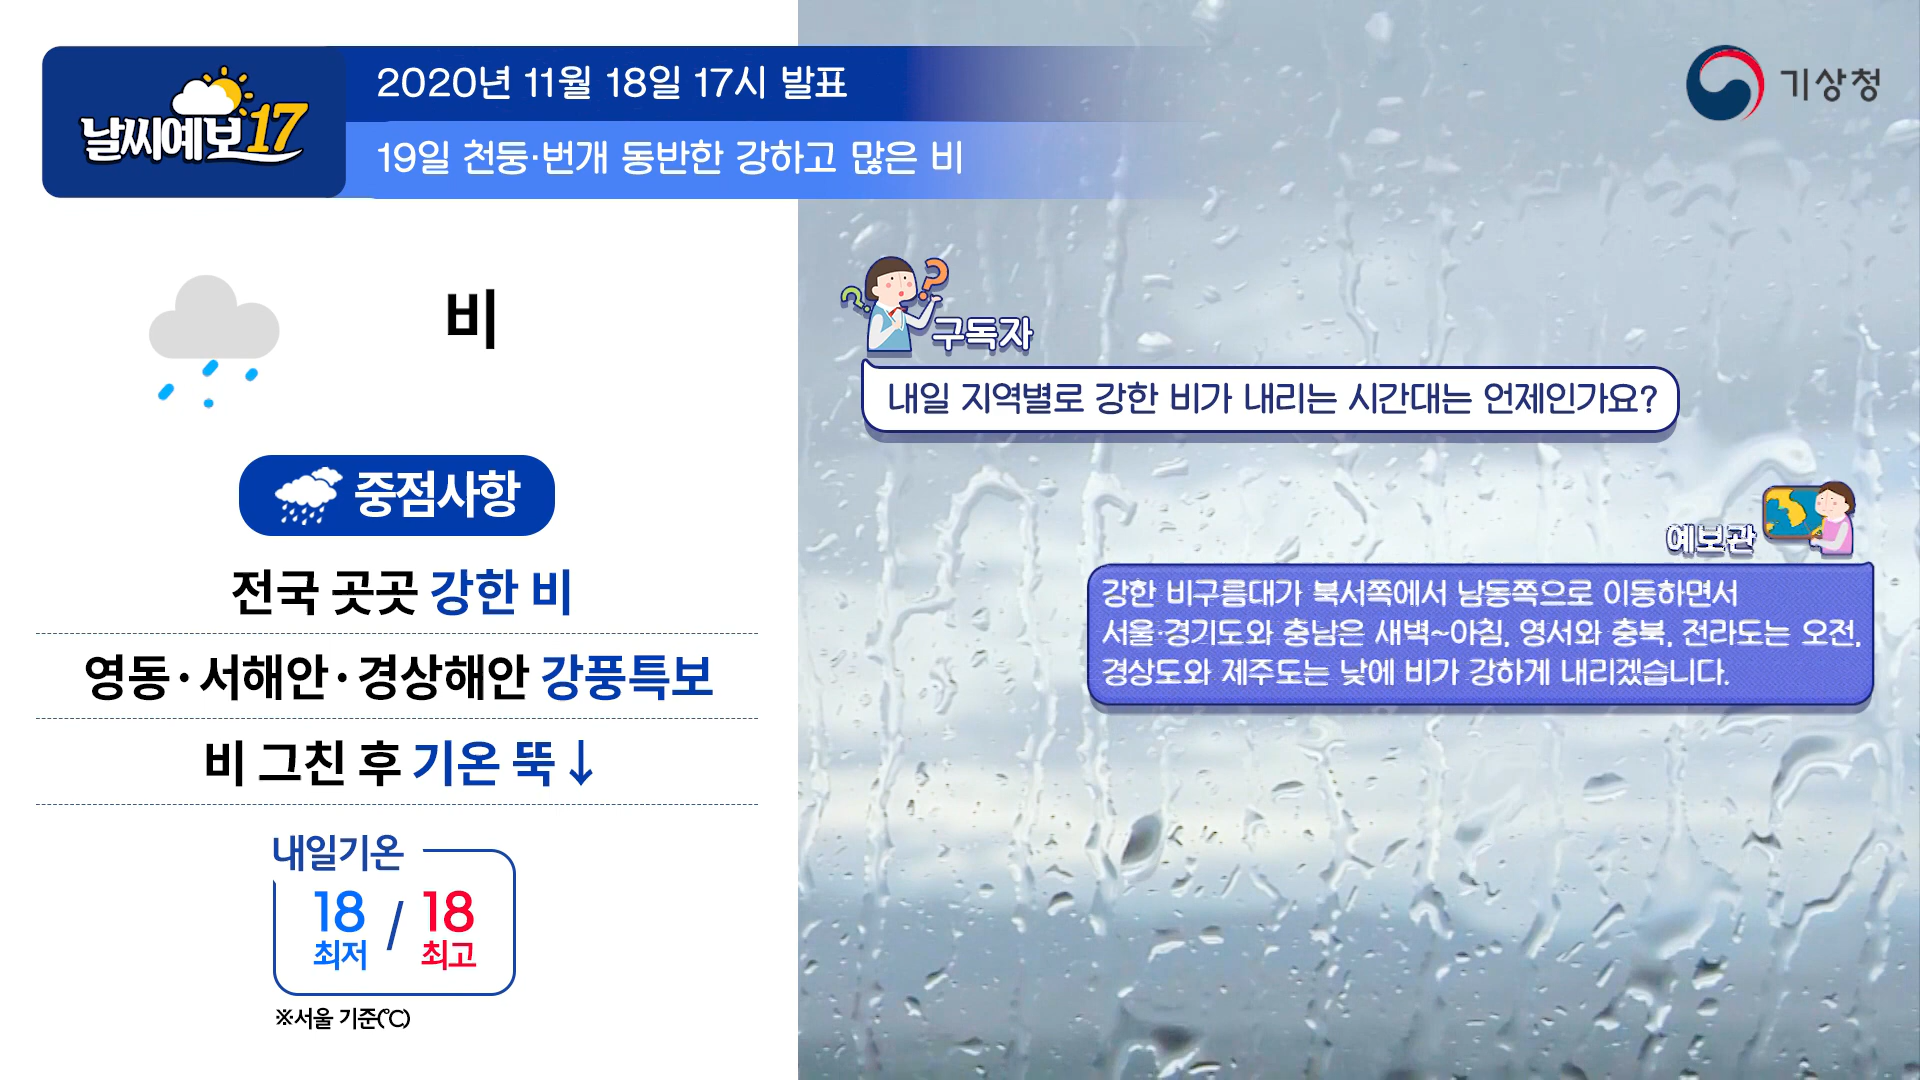 날씨예보17
2020년 11월 18일 17시 발표
19일 천둥·번개 동반한 강하고 많은 비
기상청
비
중점사항
전국 곳곳 강한 비
영동·서해안·경상해안 강풍특보
비 그친 후 기온 뚝↓
내일기온
18 / 18
최저 최고
※서울 기준(℃)
구독자
내일 지역별로 강한 비가 내리는 시간대는 언제인가요?
예보관
강한 비구름대가 북서쪽에서 남동쪽으로 이동하면서
서울·경기도와 충남은 새벽~아침, 영서와 충북, 전라도는 오전,
경상도와 제주도는 낮에 비가 강하게 내리겠습니다.